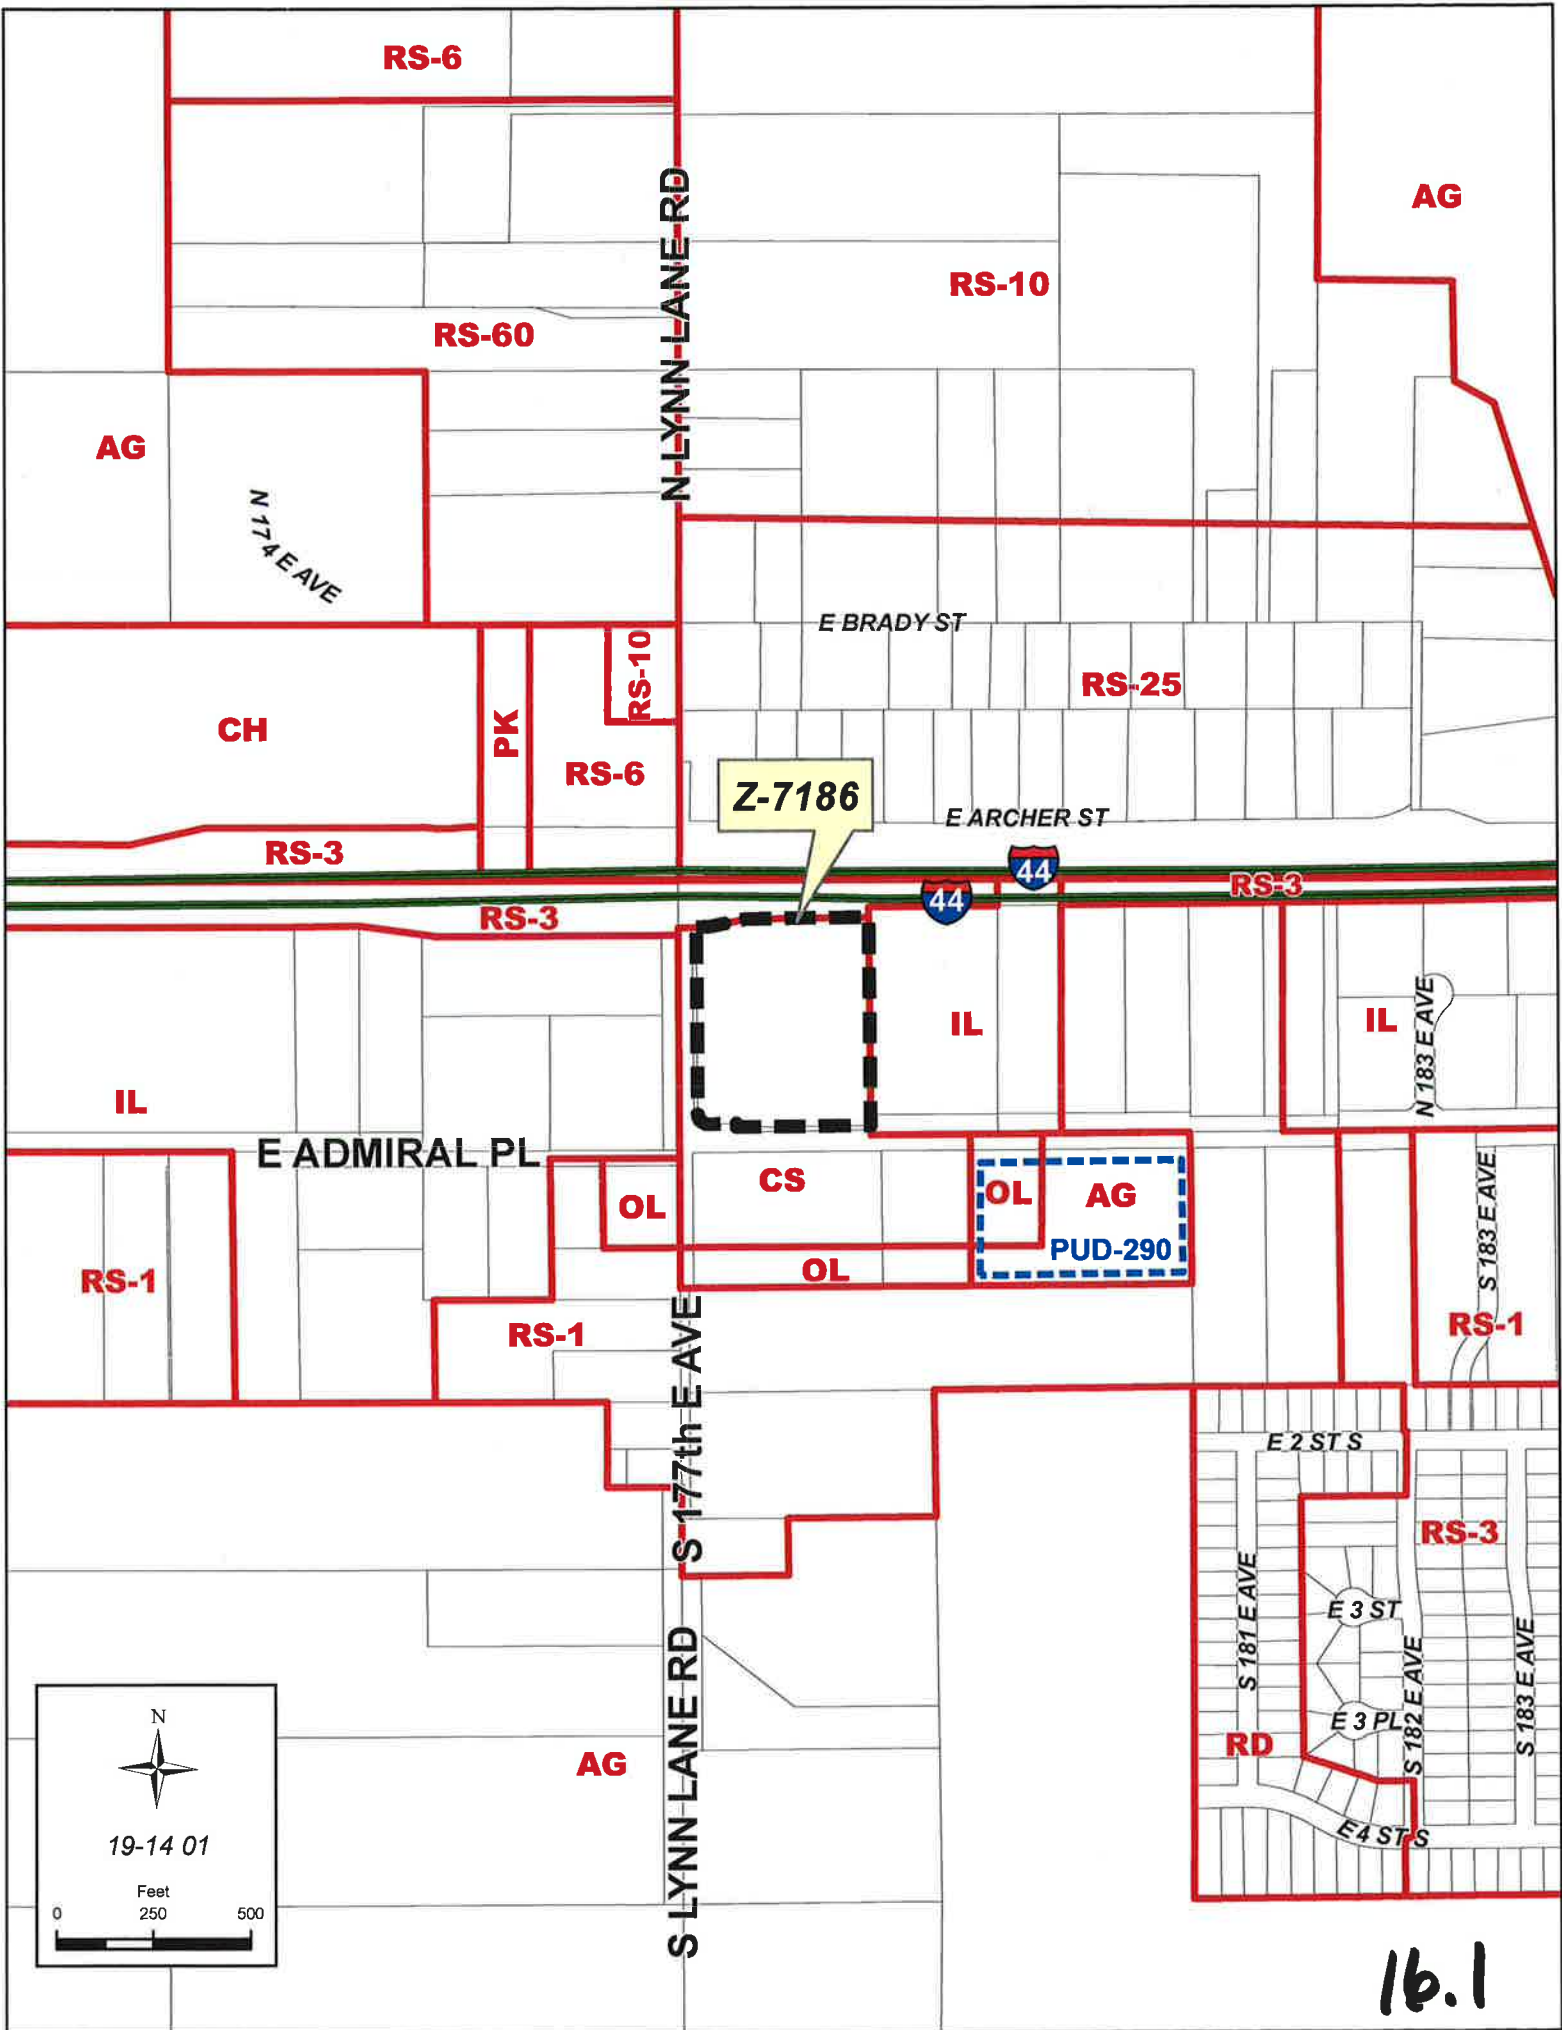 RS-6
AG
N LYNN LANE RD
RS-10
RS-60
AG
N 174 E AVE
E BRADY ST
RS-10
RS-25
CH
PK
RS-6
Z-7186
E ARCHER ST
RS-3
44
44
RS-3
RS-3
IL
IL
N 183 E AVE
IL
E ADMIRAL PL
CS
OL
OL
AG
S 183 E AVE
PUD-290
OL
RS-1
RS-1
RS-1
S 177th E AVE
E 2 ST S
RS-3
S 181 E AVE
E 3 ST
S 182 E AVE
S 183 E AVE
E 3 PL
RD
S LYNN LANE RD
AG
E 4 ST S
N
19-14 01
Feet
0 250 500
16.1